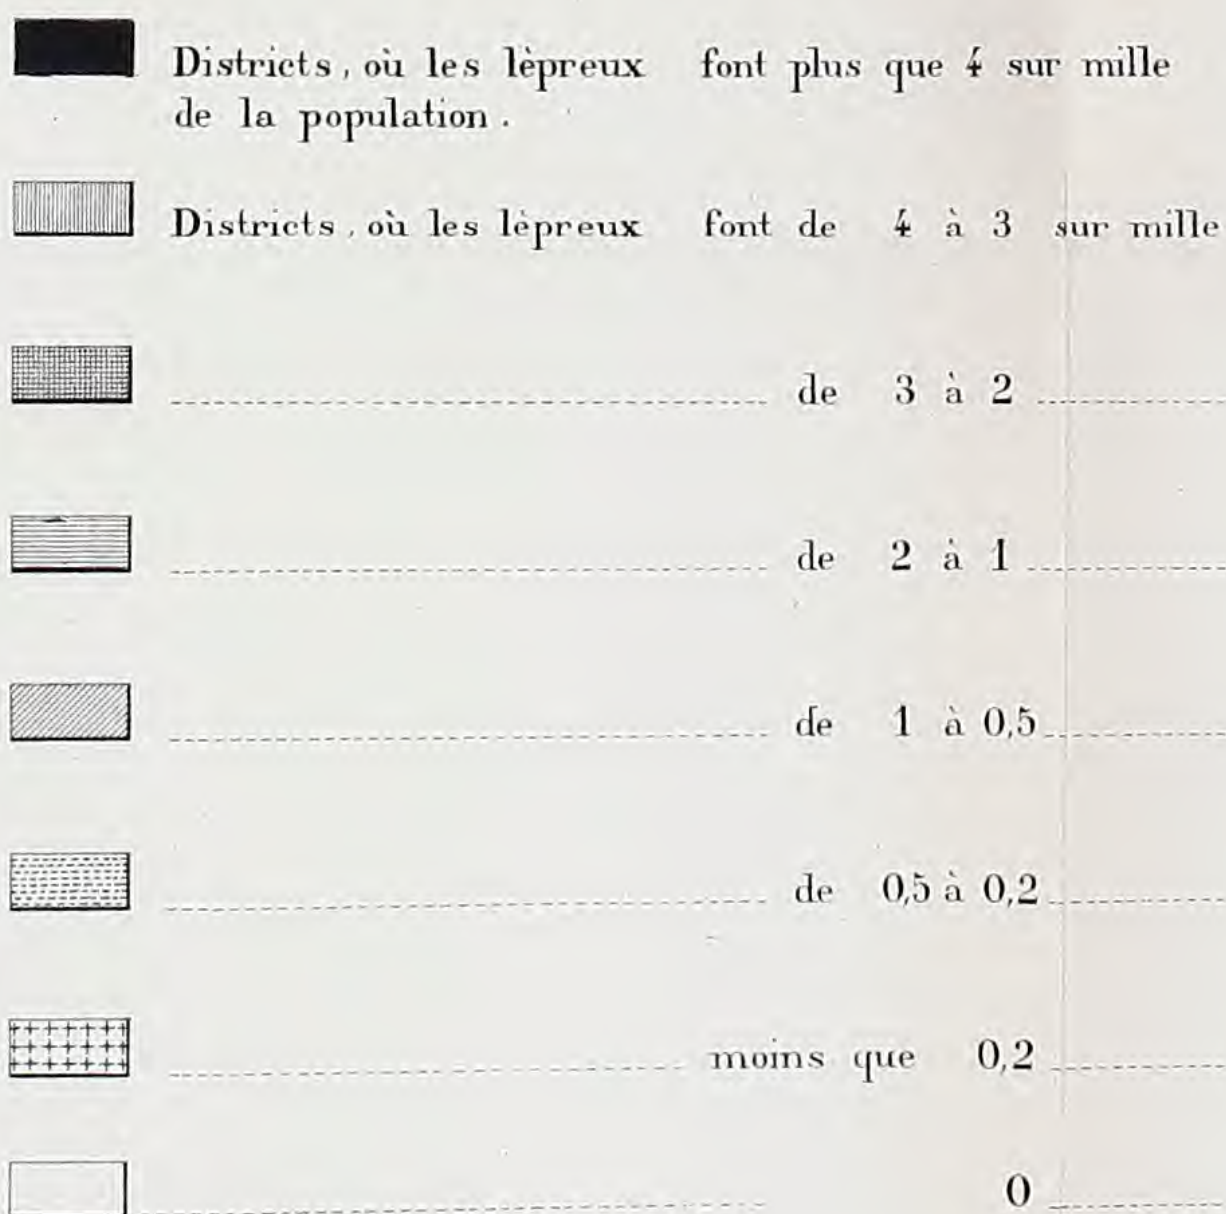 Districts, où les lèpreux font plus que 4 sur mille
de la population.
Districts, où les lèpreux font de 4 à 3 sur mille
de 3 à 2
de 2 à 1
de 1 à 0,5
de 0,5 à 0,2
moins que 0,2
0